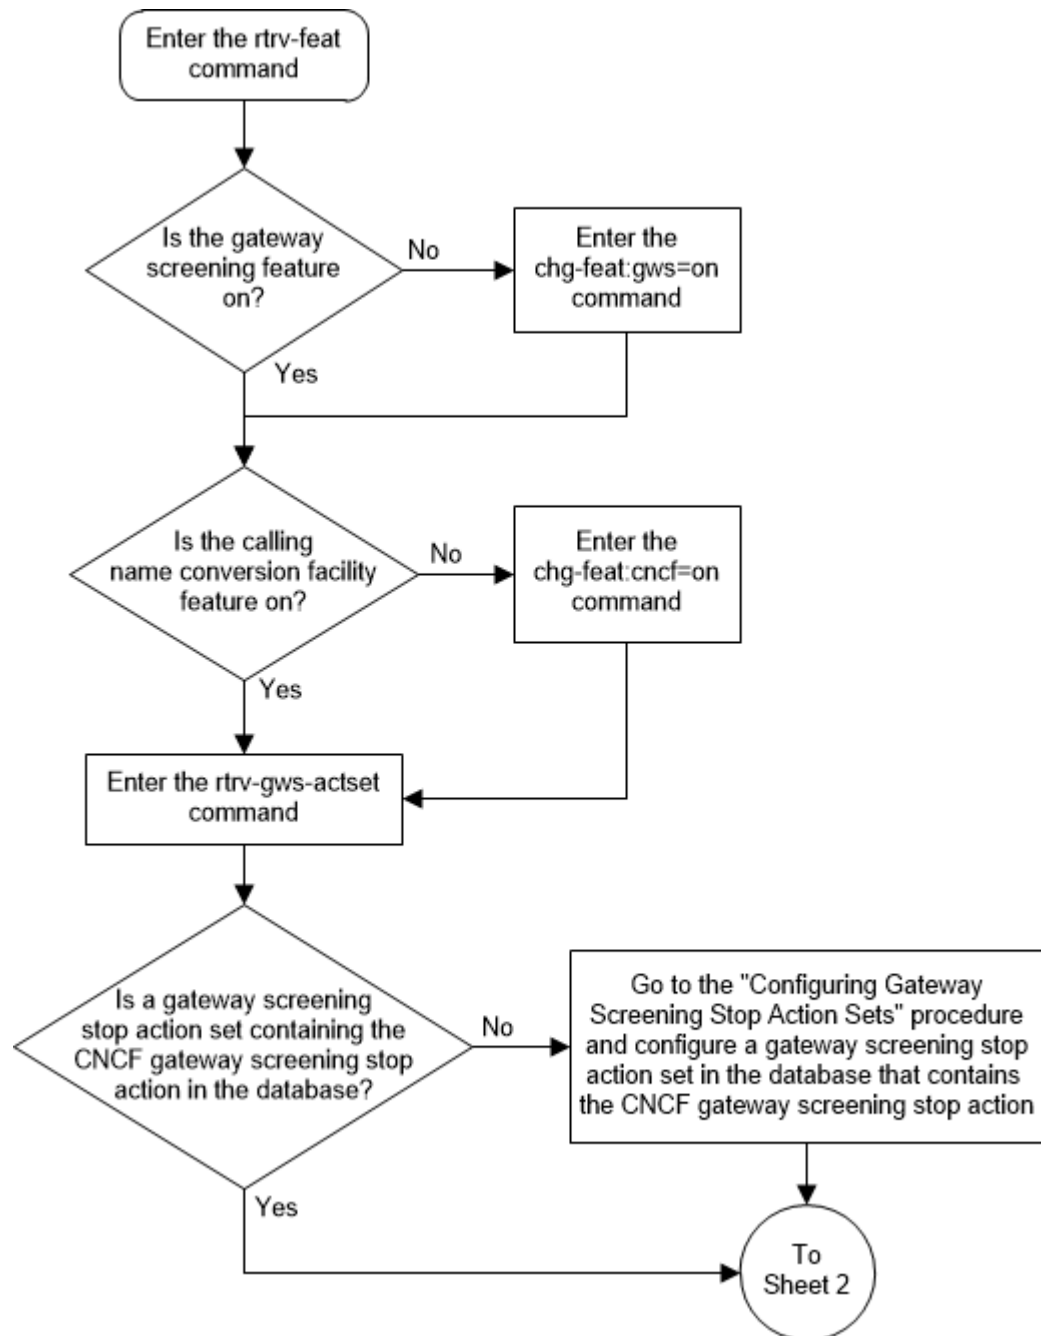 Enter the rtrv-feat
command
Is the gateway
screening feature
on?
No
Enter the
chg-feat:gws=on
command
Yes
Is the calling
name conversion facility
feature on?
No
Enter the
chg-feat:cncf=on
command
Yes
Enter the rtrv-gws-actset
command
Is a gateway screening
stop action set containing the
CNCF gateway screening stop
action in the database?
No
Go to the "Configuring Gateway
Screening Stop Action Sets" procedure
and configure a gateway screening stop
action set in the database that contains
the CNCF gateway screening stop action
Yes
To
Sheet 2